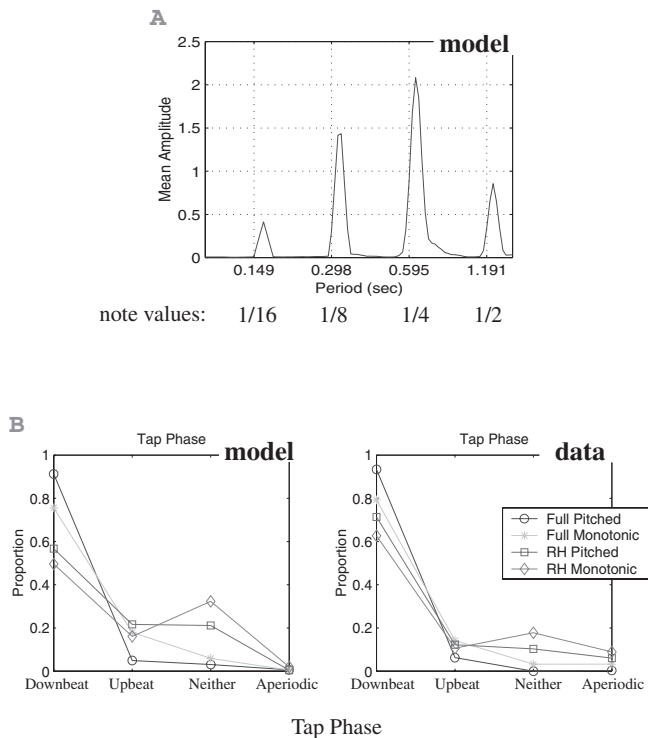 A
model
2.5
2
1.5
1
0.5
0
Mean Amplitude
0.149 0.298 0.595 1.191
Period (sec)
note values: 1/16 1/8 1/4 1/2
B
Tap Phase
model
1
0.8
0.6
0.4
0.2
0
Proportion
Downbeat Upbeat Neither Aperiodic
Tap Phase
data
1
0.8
0.6
0.4
0.2
0
Proportion
Full Pitched
Full Monotonic
RH Pitched
RH Monotonic
Downbeat Upbeat Neither Aperiodic
Tap Phase